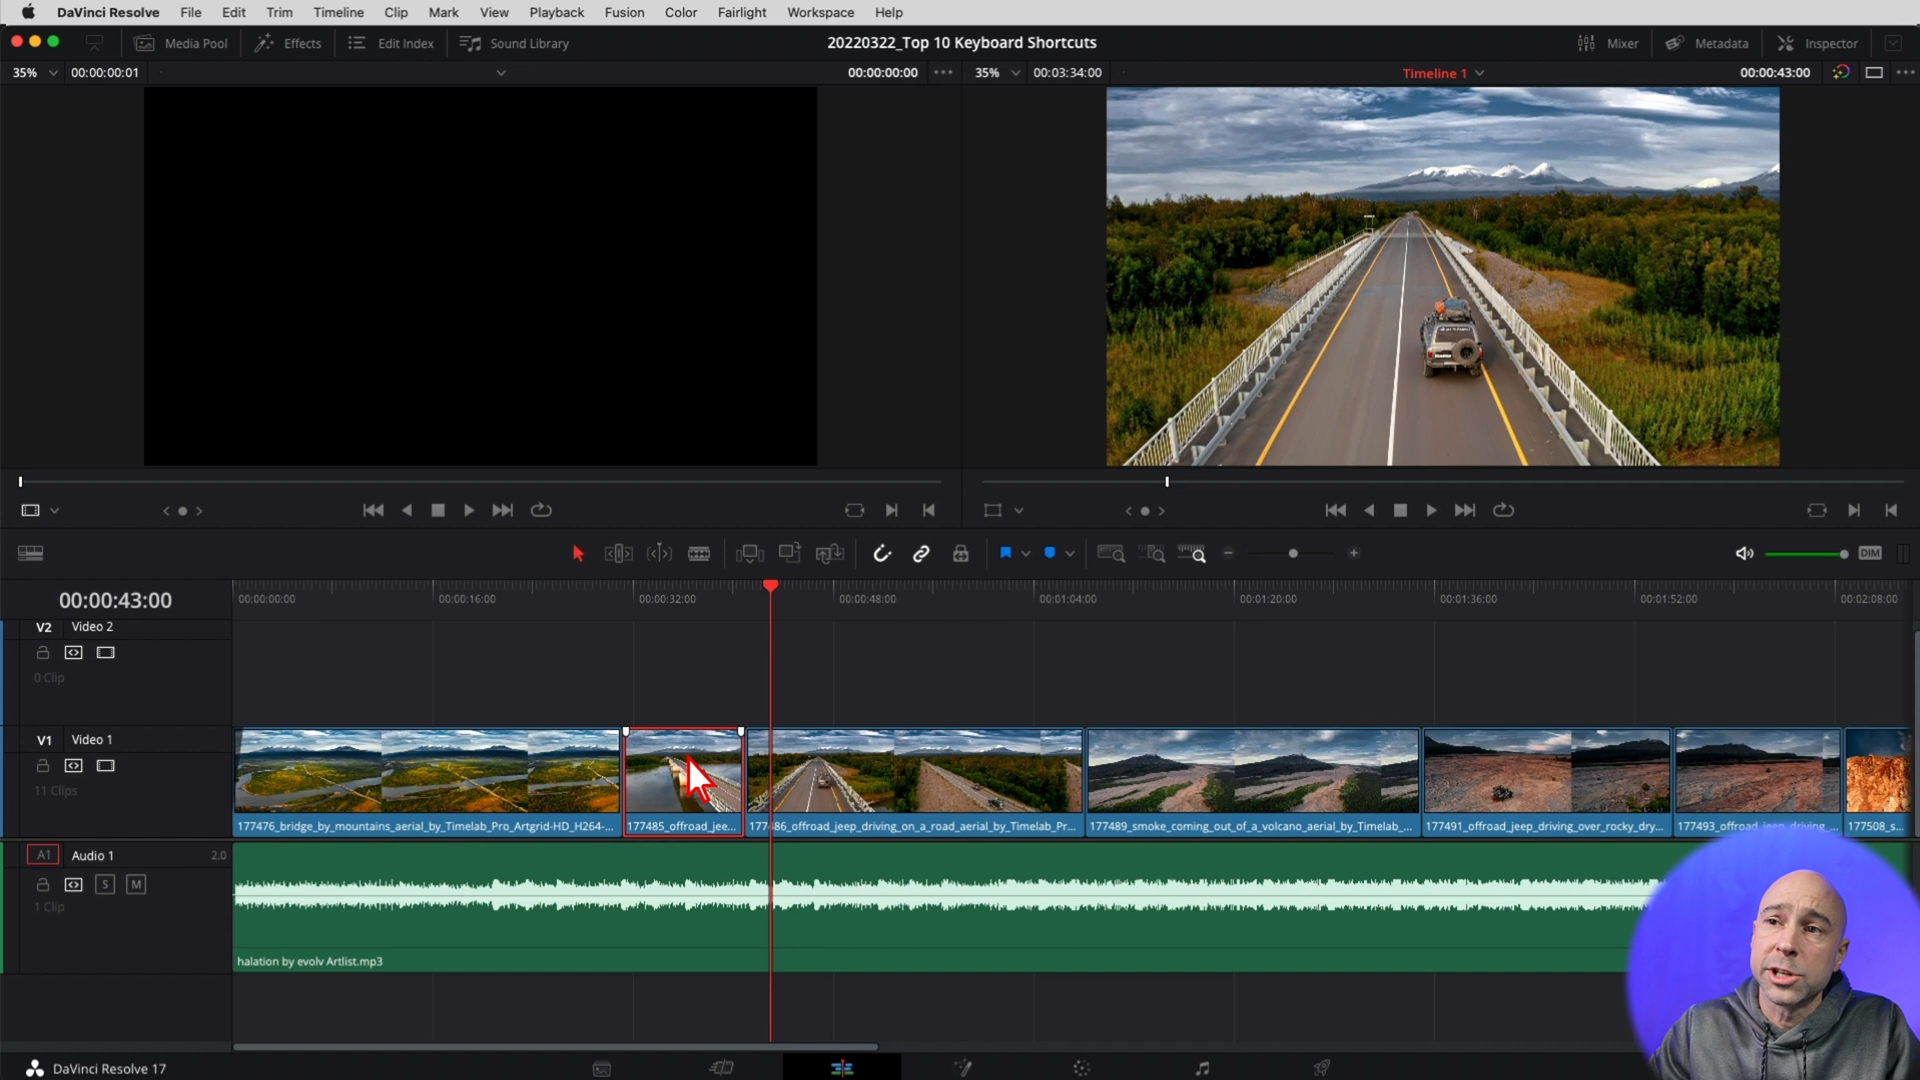 DaVinci Resolve File Edit Trim Timeline Clip Mark View Playback Fusion Color Fairlight Workspace Help
Media Pool Effects Edit Index Sound Library 20220322_Top 10 Keyboard Shortcuts Mixer Metadata Inspector
35% 00:00:00:01 00:00:00:00 35% 00:03:34:00 Timeline 1 00:00:43:00
DIM
00:00:43:00 00:00:00:00 00:00:16:00 00:00:32:00 00:00:48:00 00:01:04:00 00:01:20:00 00:01:36:00 00:01:52:00 00:02:08:00
V2 Video 2
0 Clip
V1 Video 1
11 Clips
177476_bridge_by_mountains_aerial_by_Timelab_Pro_Artgrid-HD_H264-... 177485_offroad_jee... 177486_offroad_jeep_driving_on_a_road_aerial_by_Timelab_Pr... 177489_smoke_coming_out_of_a_volcano_aerial_by_Timelab_... 177491_offroad_jeep_driving_over_rocky_dry... 177493_offroad_jeep_driving_... 177508_s...
A1 Audio 1 2.0
S M
1 Clip
halation by evolv Artlist.mp3
DaVinci Resolve 17